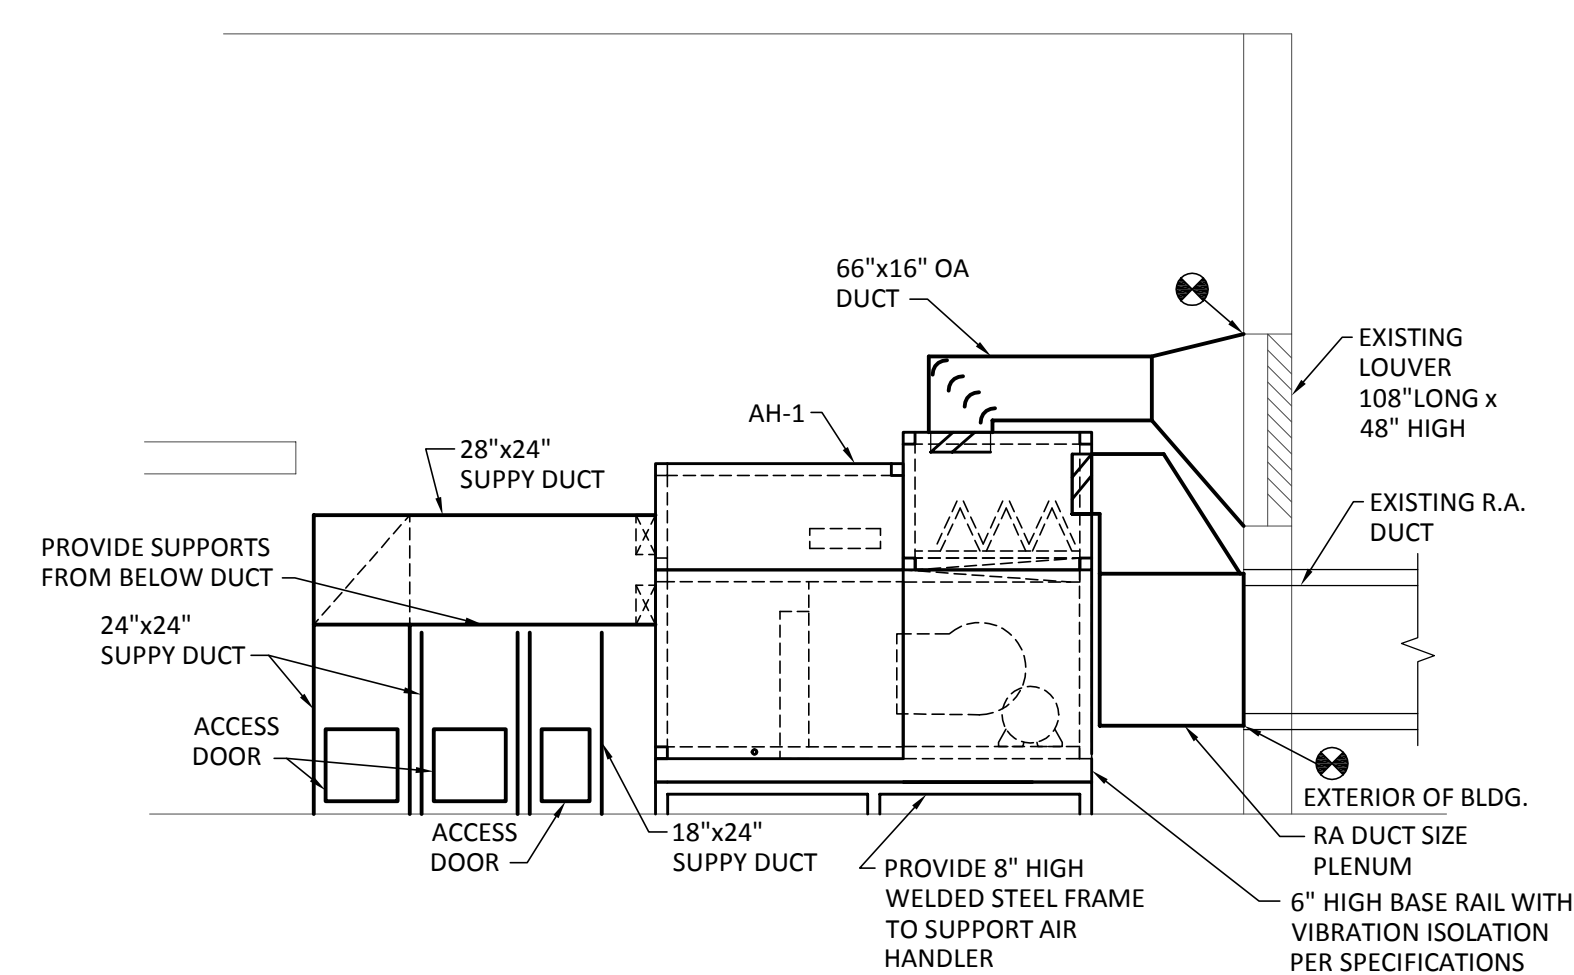 66"x16" OA
DUCT
EXISTING
LOUVER
108"LONG x
48" HIGH
AH-1
28"x24"
SUPPY DUCT
EXISTING R.A.
DUCT
PROVIDE SUPPORTS
FROM BELOW DUCT
24"x24"
SUPPY DUCT
ACCESS
DOOR
EXTERIOR OF BLDG.
ACCESS
DOOR
18"x24"
SUPPY DUCT
RA DUCT SIZE
PLENUM
PROVIDE 8" HIGH
WELDED STEEL FRAME
TO SUPPORT AIR
HANDLER
6" HIGH BASE RAIL WITH
VIBRATION ISOLATION
PER SPECIFICATIONS